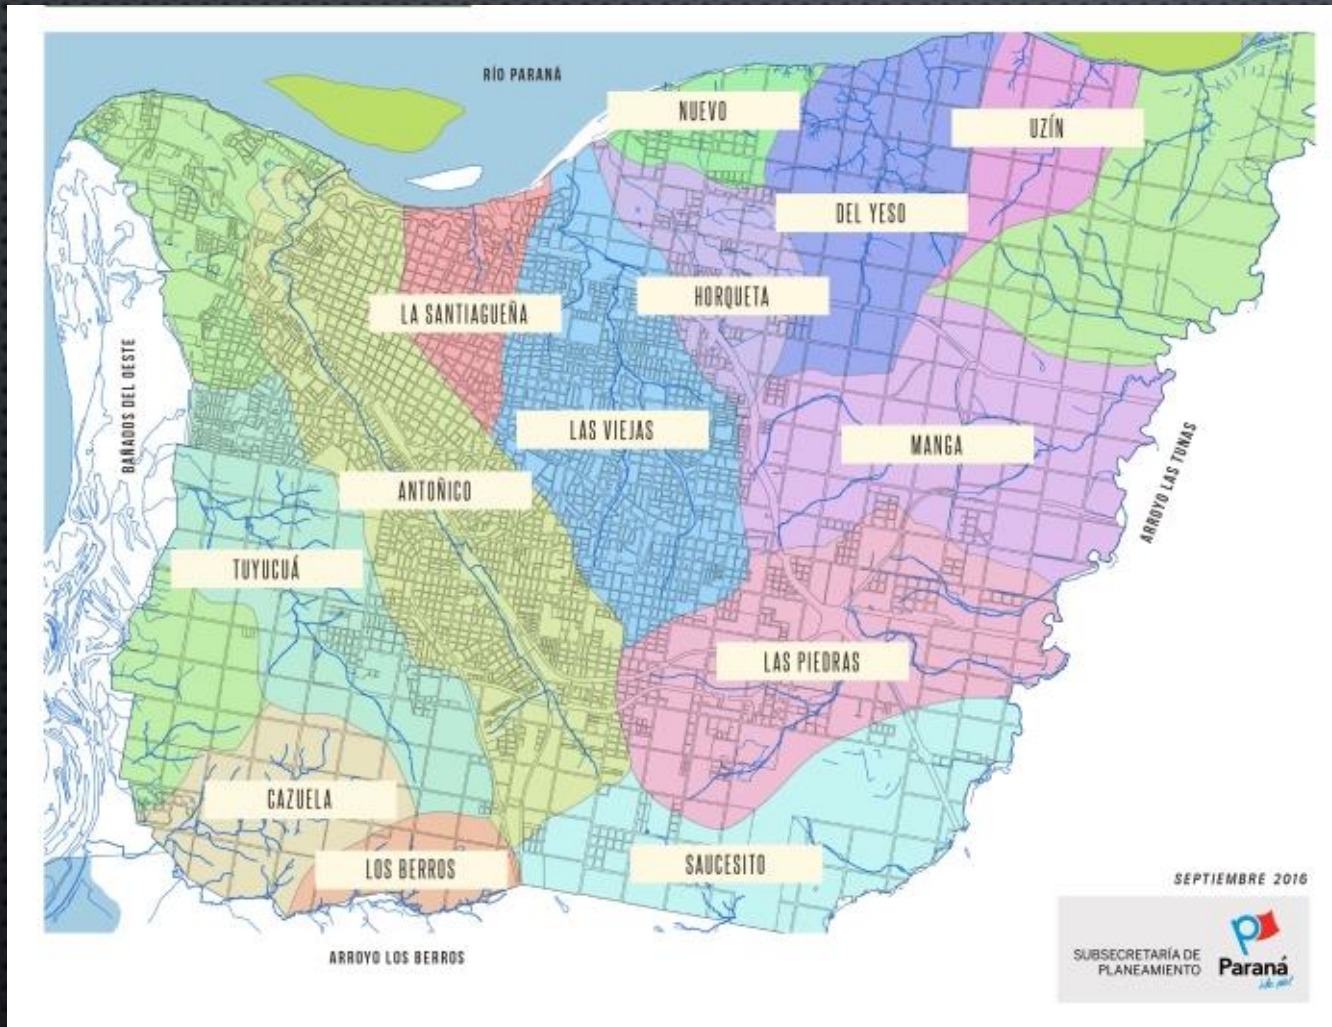 RÍO PARANÁ
NUEVO
UZÍN
DEL YESO
HORQUETA
LA SANTIAGUEÑA
BAÑADOS DEL OESTE
LAS VIEJAS
MANGA
ARROYO LAS TUNAS
ANTOÑICO
TUYUCUÁ
LAS PIEDRAS
CAZUELA
LOS BERROS
SAUCESITO
SEPTIEMBRE 2016
ARROYO LOS BERROS
SUBSECRETARÍA DE
PLANEAMIENTO
Paraná